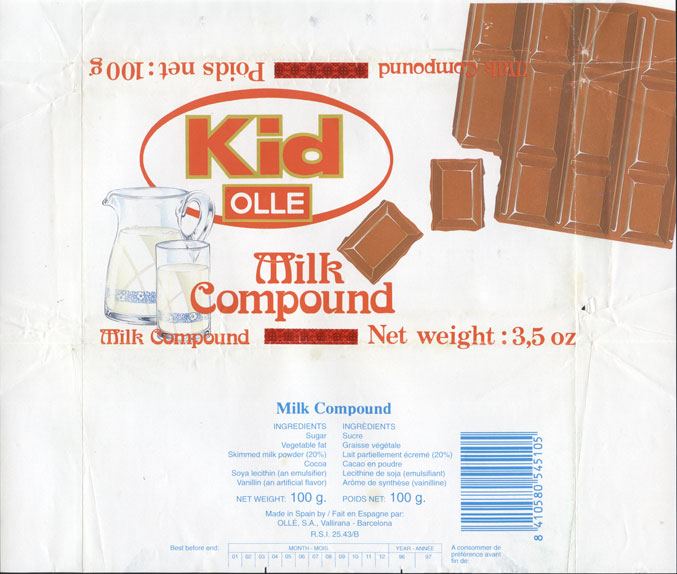 Poids net: 100 g
Milk Compound
Kid
OLLE
Milk
Compound
Milk Compound
Net weight : 3,5 oz
Milk Compound
INGREDIENTS
Sugar
Vegetable fat
Skimmed milk powder (20%)
Cocoa
Soya lecithin (an emulsifier)
Vanillin (an artificial flavor)
NET WEIGHT: 100 g.
INGRÉDIENTS
Sucre
Graisse végétale
Lait partiellement écremé (20%)
Cacao en poudre
Lecithine de soja (emulsifiant)
Arôme de synthèse (vainilline)
POIDS NET: 100 g.
Made in Spain by / Fait en Espagne par:
OLLÉ, S.A., Vallirana - Barcelona
R.S.I. 25.43/B
8 410580 545105
Best before end:
MONTH - MOIS
YEAR - ANNÉE
01 02 03 04 05 06 07 08 09 10 11 12 96 97
A consommer de
préférence avant
fin de: